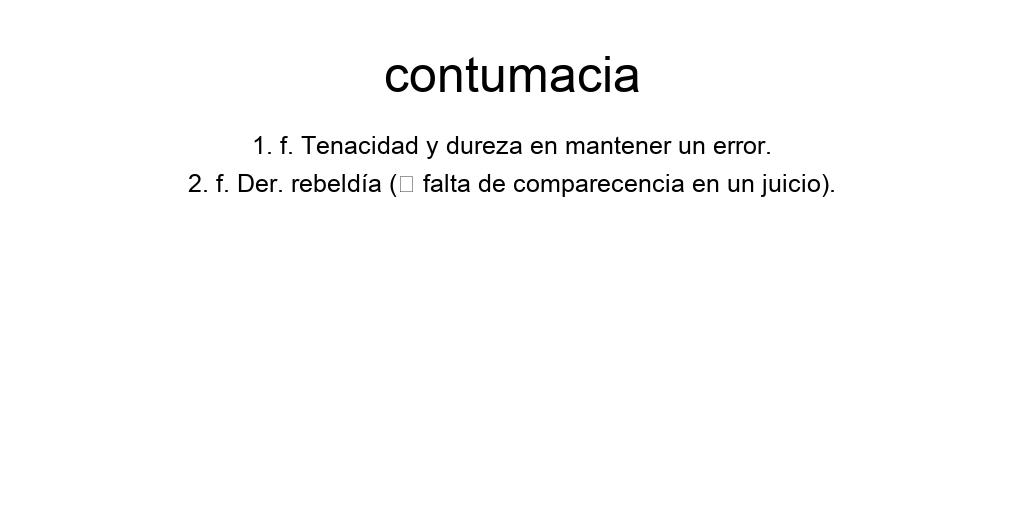 contumacia
1. f. Tenacidad y dureza en mantener un error.
2. f. Der. rebeldía (□ falta de comparecencia en un juicio).